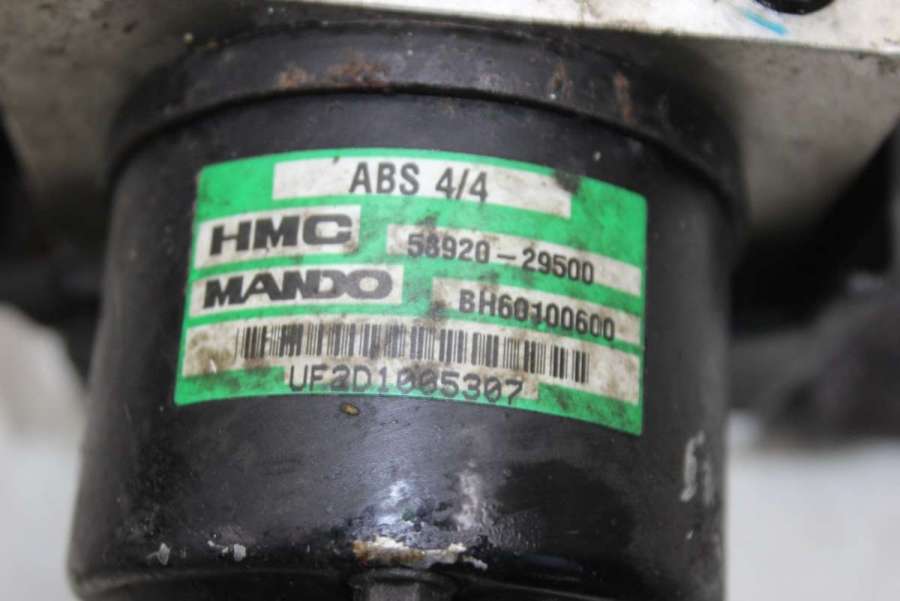 ABS 4/4
HMC 58920-29500
MANDO BH60100600
UF2D1005307